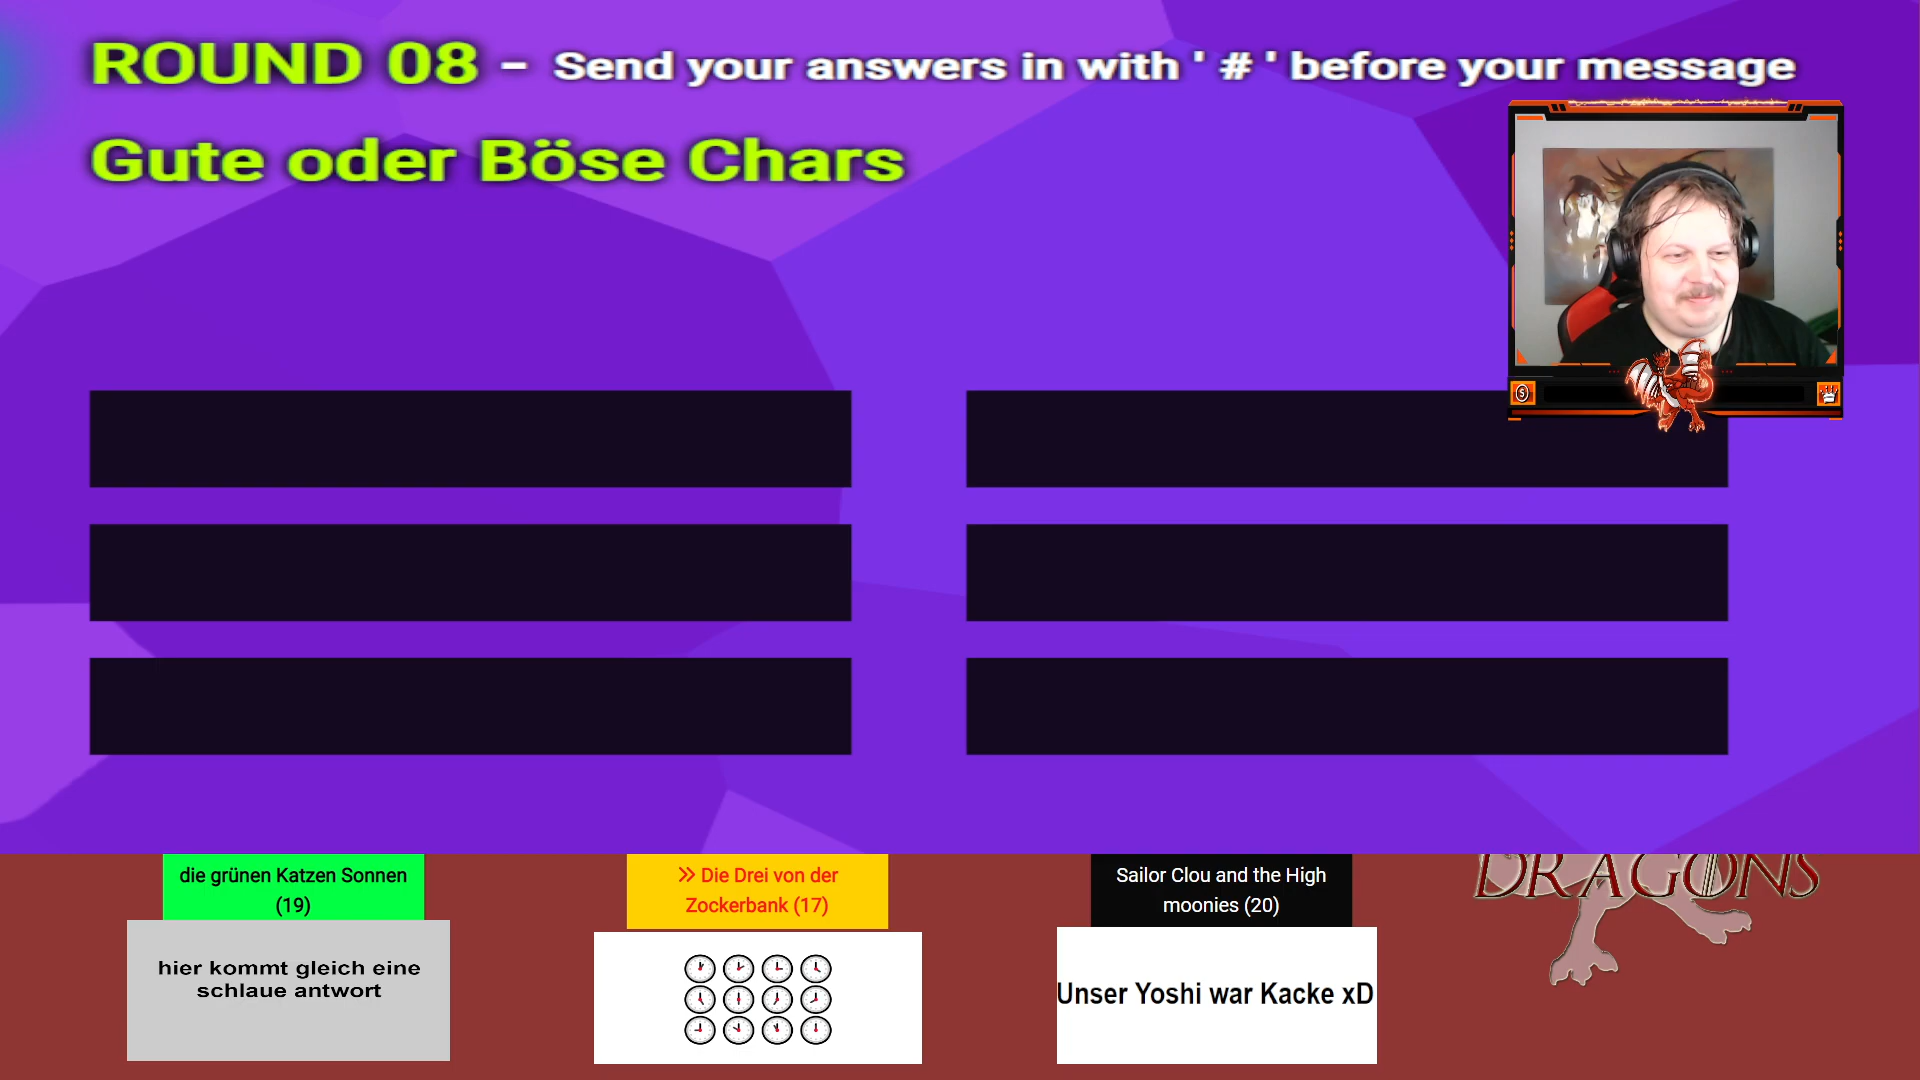 ROUND 08 - Send your answers in with ' # ' before your message
Gute oder Böse Chars
die grünen Katzen Sonnen
(19)
hier kommt gleich eine
schlaue antwort
Die Drei von der
Zockerbank (17)
Sailor Clou and the High
moonies (20)
Unser Yoshi war Kacke xD
DRAGONS